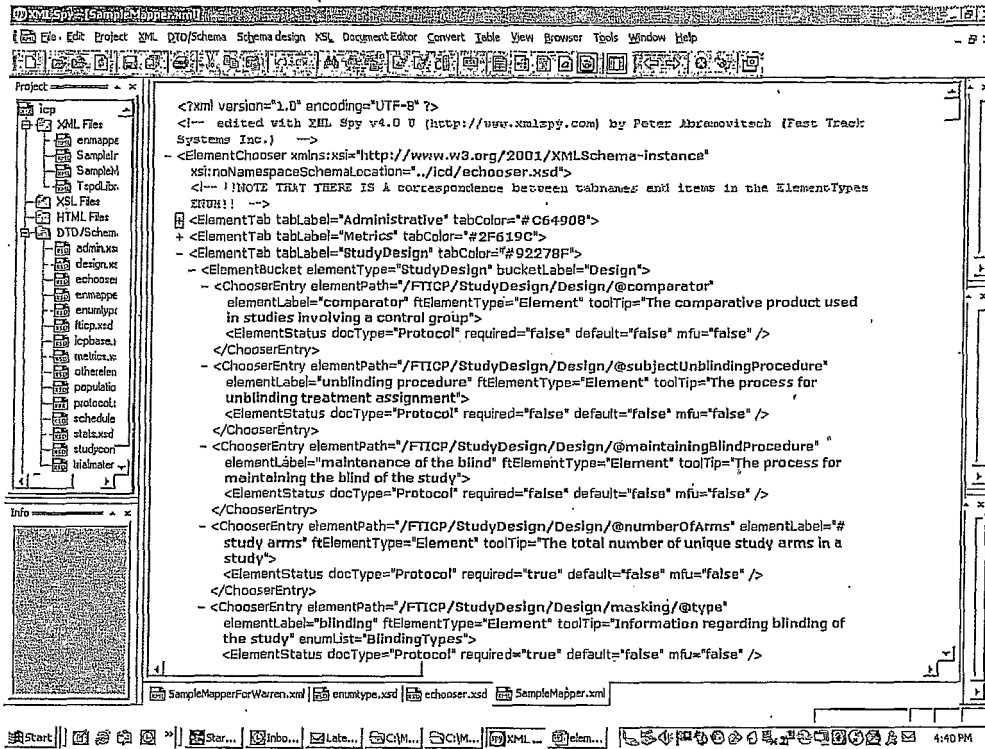 XML Spy - [SampleMapper.xml]
File Edit Project XML DTD/Schema Schema design XSL Document Editor Convert Table View Browser Tools Window Help
Project
icp
XML Files
enmappe
SampleIr
SampleM
TspdLibr.
XSL Files
HTML Files
DTD/Schem.
admin.xs
design.xs
echooser
enmappe
enumtype
fticp.xsd
icpbase.
metrics.x
otherelen
populatio
protocol.
schedule
stats.xsd
studycon
trialmater
Info
<?xml version="1.0" encoding="UTF-8" ?>
<!-- edited with XML Spy v4.0 U (http://www.xmlspy.com) by Peter Abramovitsch (Fast Track
Systems Inc.) -->
- <ElementChooser xmlns:xsi="http://www.w3.org/2001/XMLSchema-instance"
xsi:noNamespaceSchemaLocation="../icd/echooser.xsd">
<!-- !!NOTE THAT THERE IS A correspondence between tabnames and items in the ElementTypes
ENUM!! -->
+ <ElementTab tabLabel="Administrative" tabColor="#C64908">
+ <ElementTab tabLabel="Metrics" tabColor="#2F619C">
- <ElementTab tabLabel="StudyDesign" tabColor="#92278F">
- <ElementBucket elementType="StudyDesign" bucketLabel="Design">
- <ChooserEntry elementPath="/FTICP/StudyDesign/Design/@comparator"
elementLabel="comparator" ftElementType="Element" toolTip="The comparative product used
in studies involving a control group">
<ElementStatus docType="Protocol" required="false" default="false" mfu="false" />
</ChooserEntry>
- <ChooserEntry elementPath="/FTICP/StudyDesign/Design/@subjectUnblindingProcedure"
elementLabel="unblinding procedure" ftElementType="Element" toolTip="The process for
unblinding treatment assignment">
<ElementStatus docType="Protocol" required="false" default="false" mfu="false" />
</ChooserEntry>
- <ChooserEntry elementPath="/FTICP/StudyDesign/Design/@maintainingBlindProcedure"
elementLabel="maintenance of the blind" ftElementType="Element" toolTip="The process for
maintaining the blind of the study">
<ElementStatus docType="Protocol" required="false" default="false" mfu="false" />
</ChooserEntry>
- <ChooserEntry elementPath="/FTICP/StudyDesign/Design/@numberOfArms" elementLabel="#
study arms" ftElementType="Element" toolTip="The total number of unique study arms in a
study">
<ElementStatus docType="Protocol" required="true" default="false" mfu="false" />
</ChooserEntry>
- <ChooserEntry elementPath="/FTICP/StudyDesign/Design/masking/@type"
elementLabel="blinding" ftElementType="Element" toolTip="Information regarding blinding of
the study" enumList="BlindingTypes">
<ElementStatus docType="Protocol" required="true" default="false" mfu="false" />
SampleMapperForWarren.xml enumtype.xsd echooser.xsd SampleMapper.xml
Start Star... Inbo... Late... C:\M... C:\M... XML ... elem... 4:40 PM